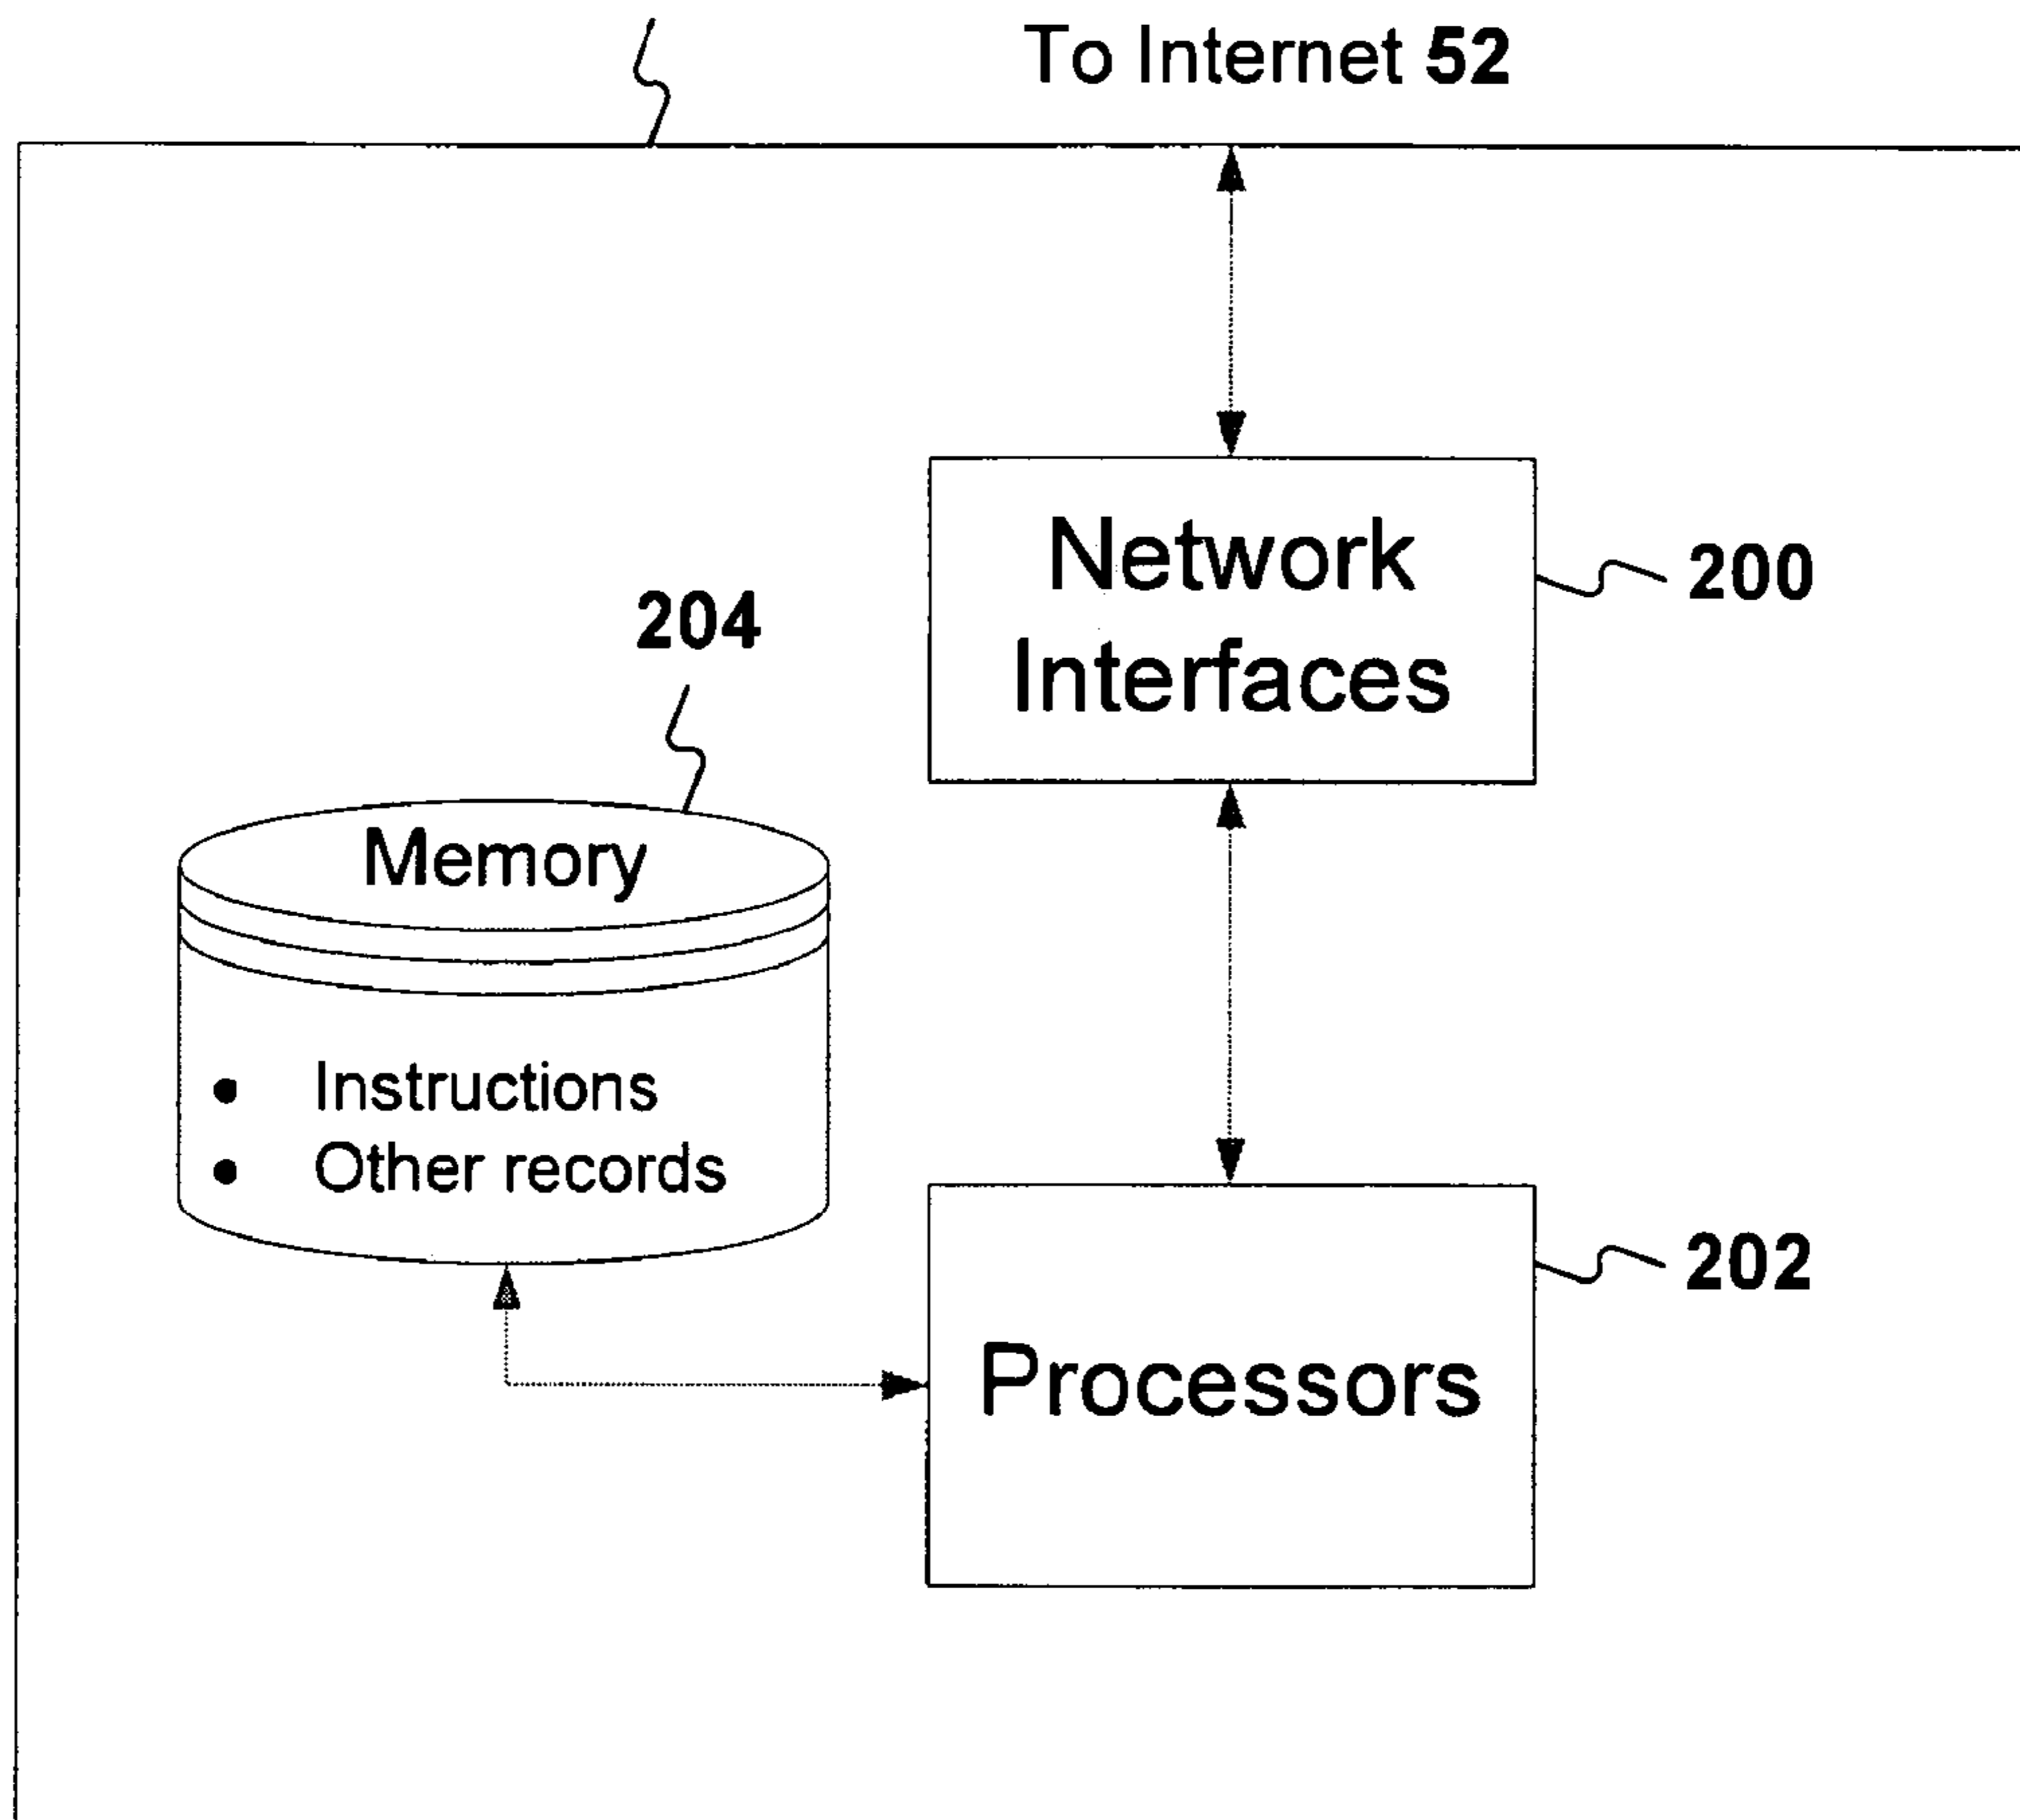 To Internet 52
Network
Interfaces
200
204
Memory
• Instructions
• Other records
202
Processors